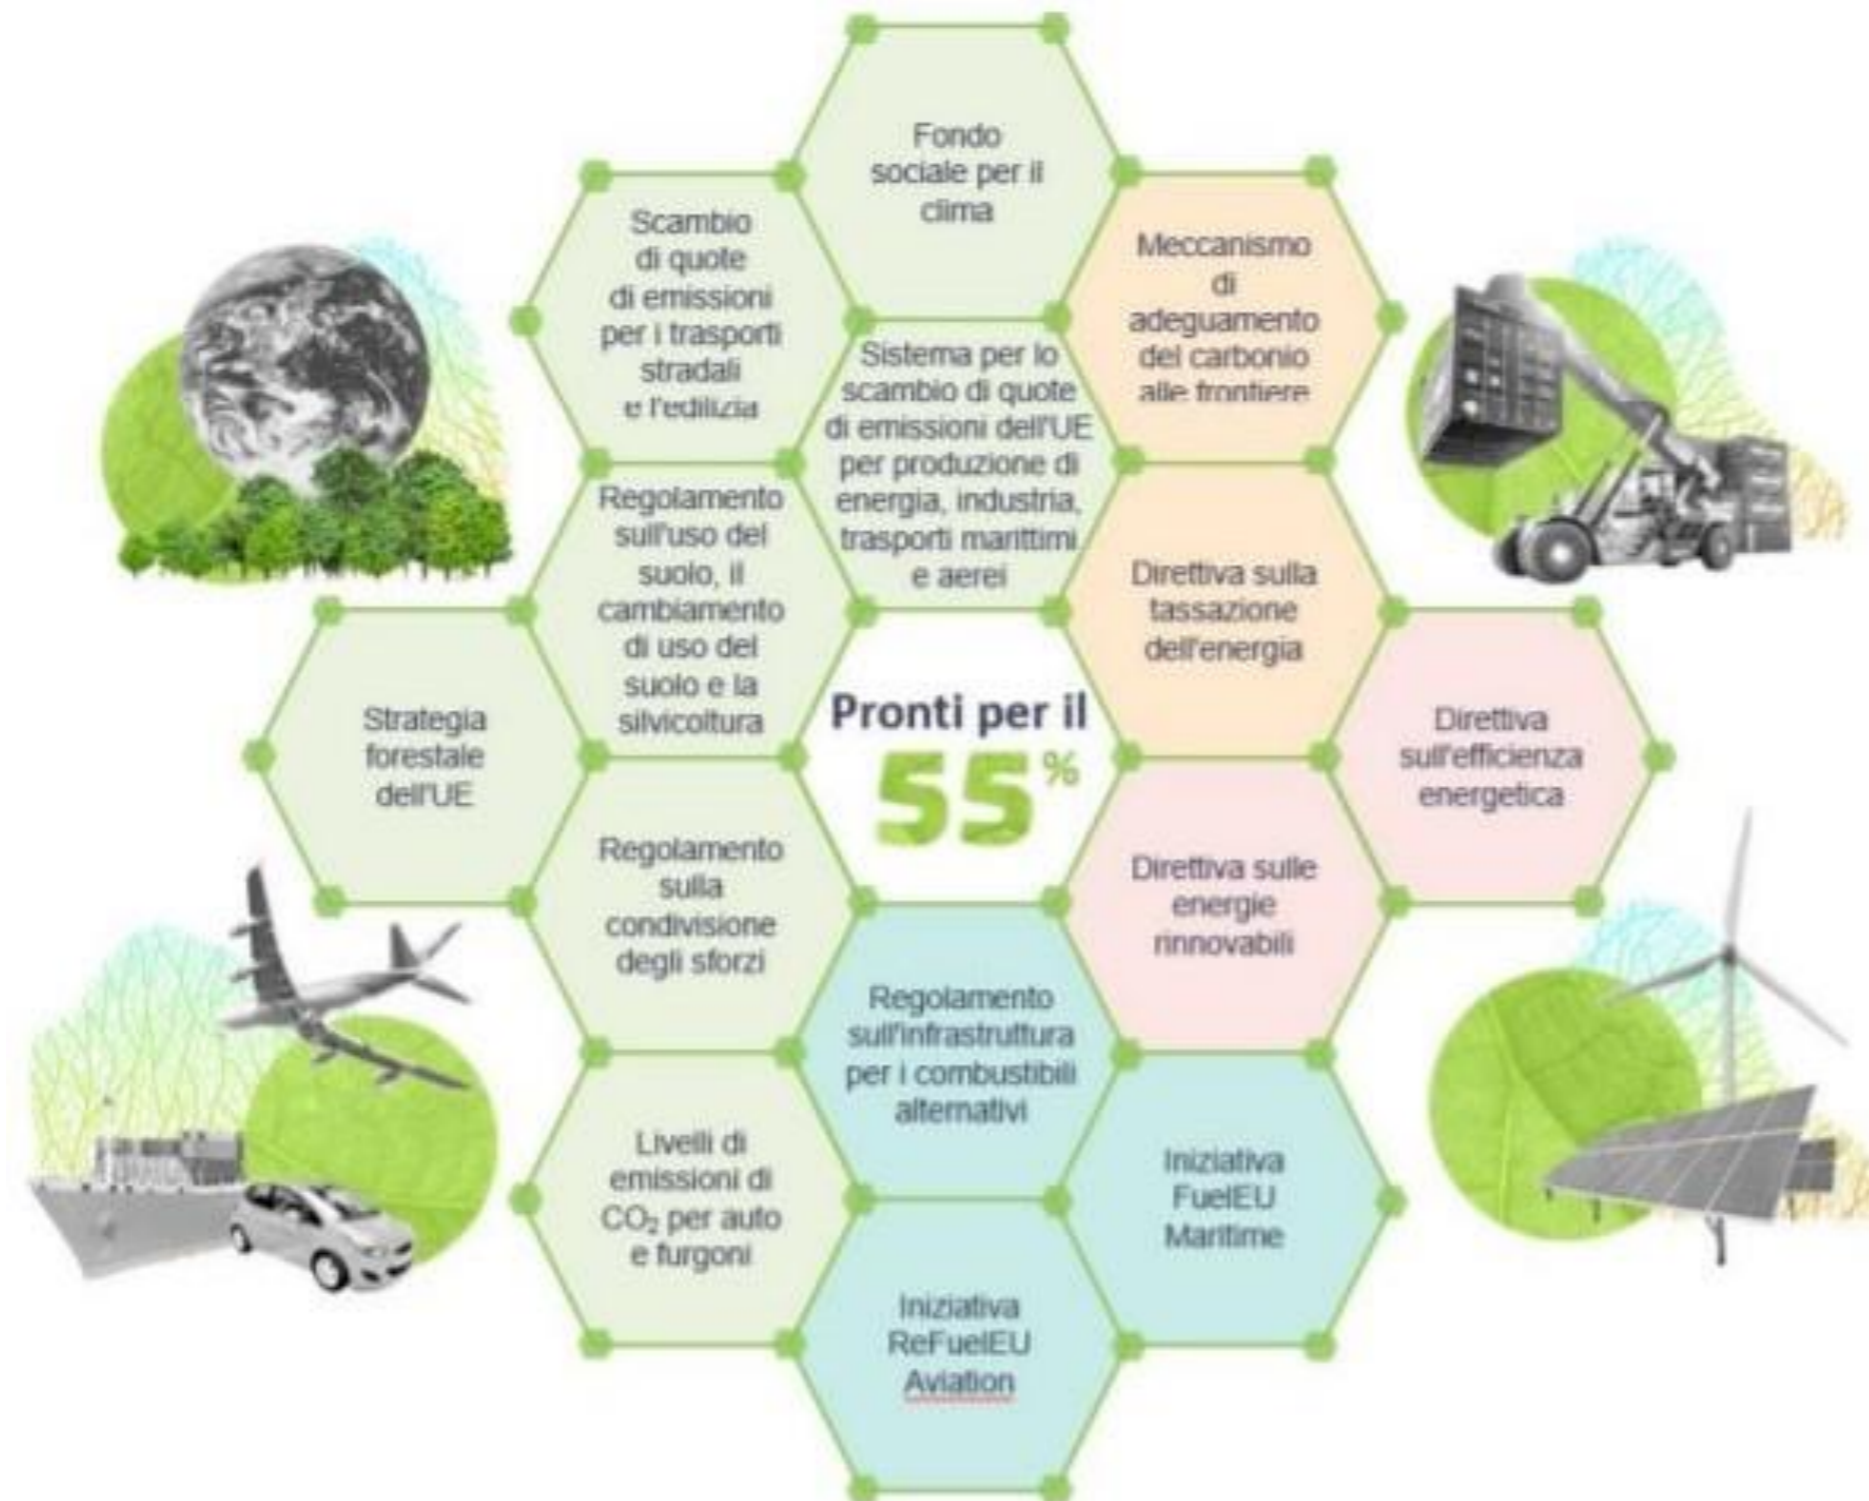 Fondo
sociale per il
clima
Scambio
di quote
di emissioni
per i trasporti
stradali
e l'edilizia
Meccanismo
di
adeguamento
del carbonio
alle frontiere
Sistema per lo
scambio di quote
di emissioni dell'UE
per produzione di
energia, industria,
trasporti marittimi
e aerei
Regolamento
sull'uso del
suolo, il
cambiamento
di uso del
suolo e la
silvicoltura
Direttiva sulla
tassazione
dell'energia
Strategia
forestale
dell'UE
Pronti per il
55%
Direttiva
sull'efficienza
energetica
Regolamento
sulla
condivisione
degli sforzi
Direttiva sulle
energie
rinnovabili
Regolamento
sull'infrastruttura
per i combustibili
alternativi
Livelli di
emissioni di
CO₂ per auto
e furgoni
Iniziativa
FuelEU
Maritime
Iniziativa
ReFuelEU
Aviation